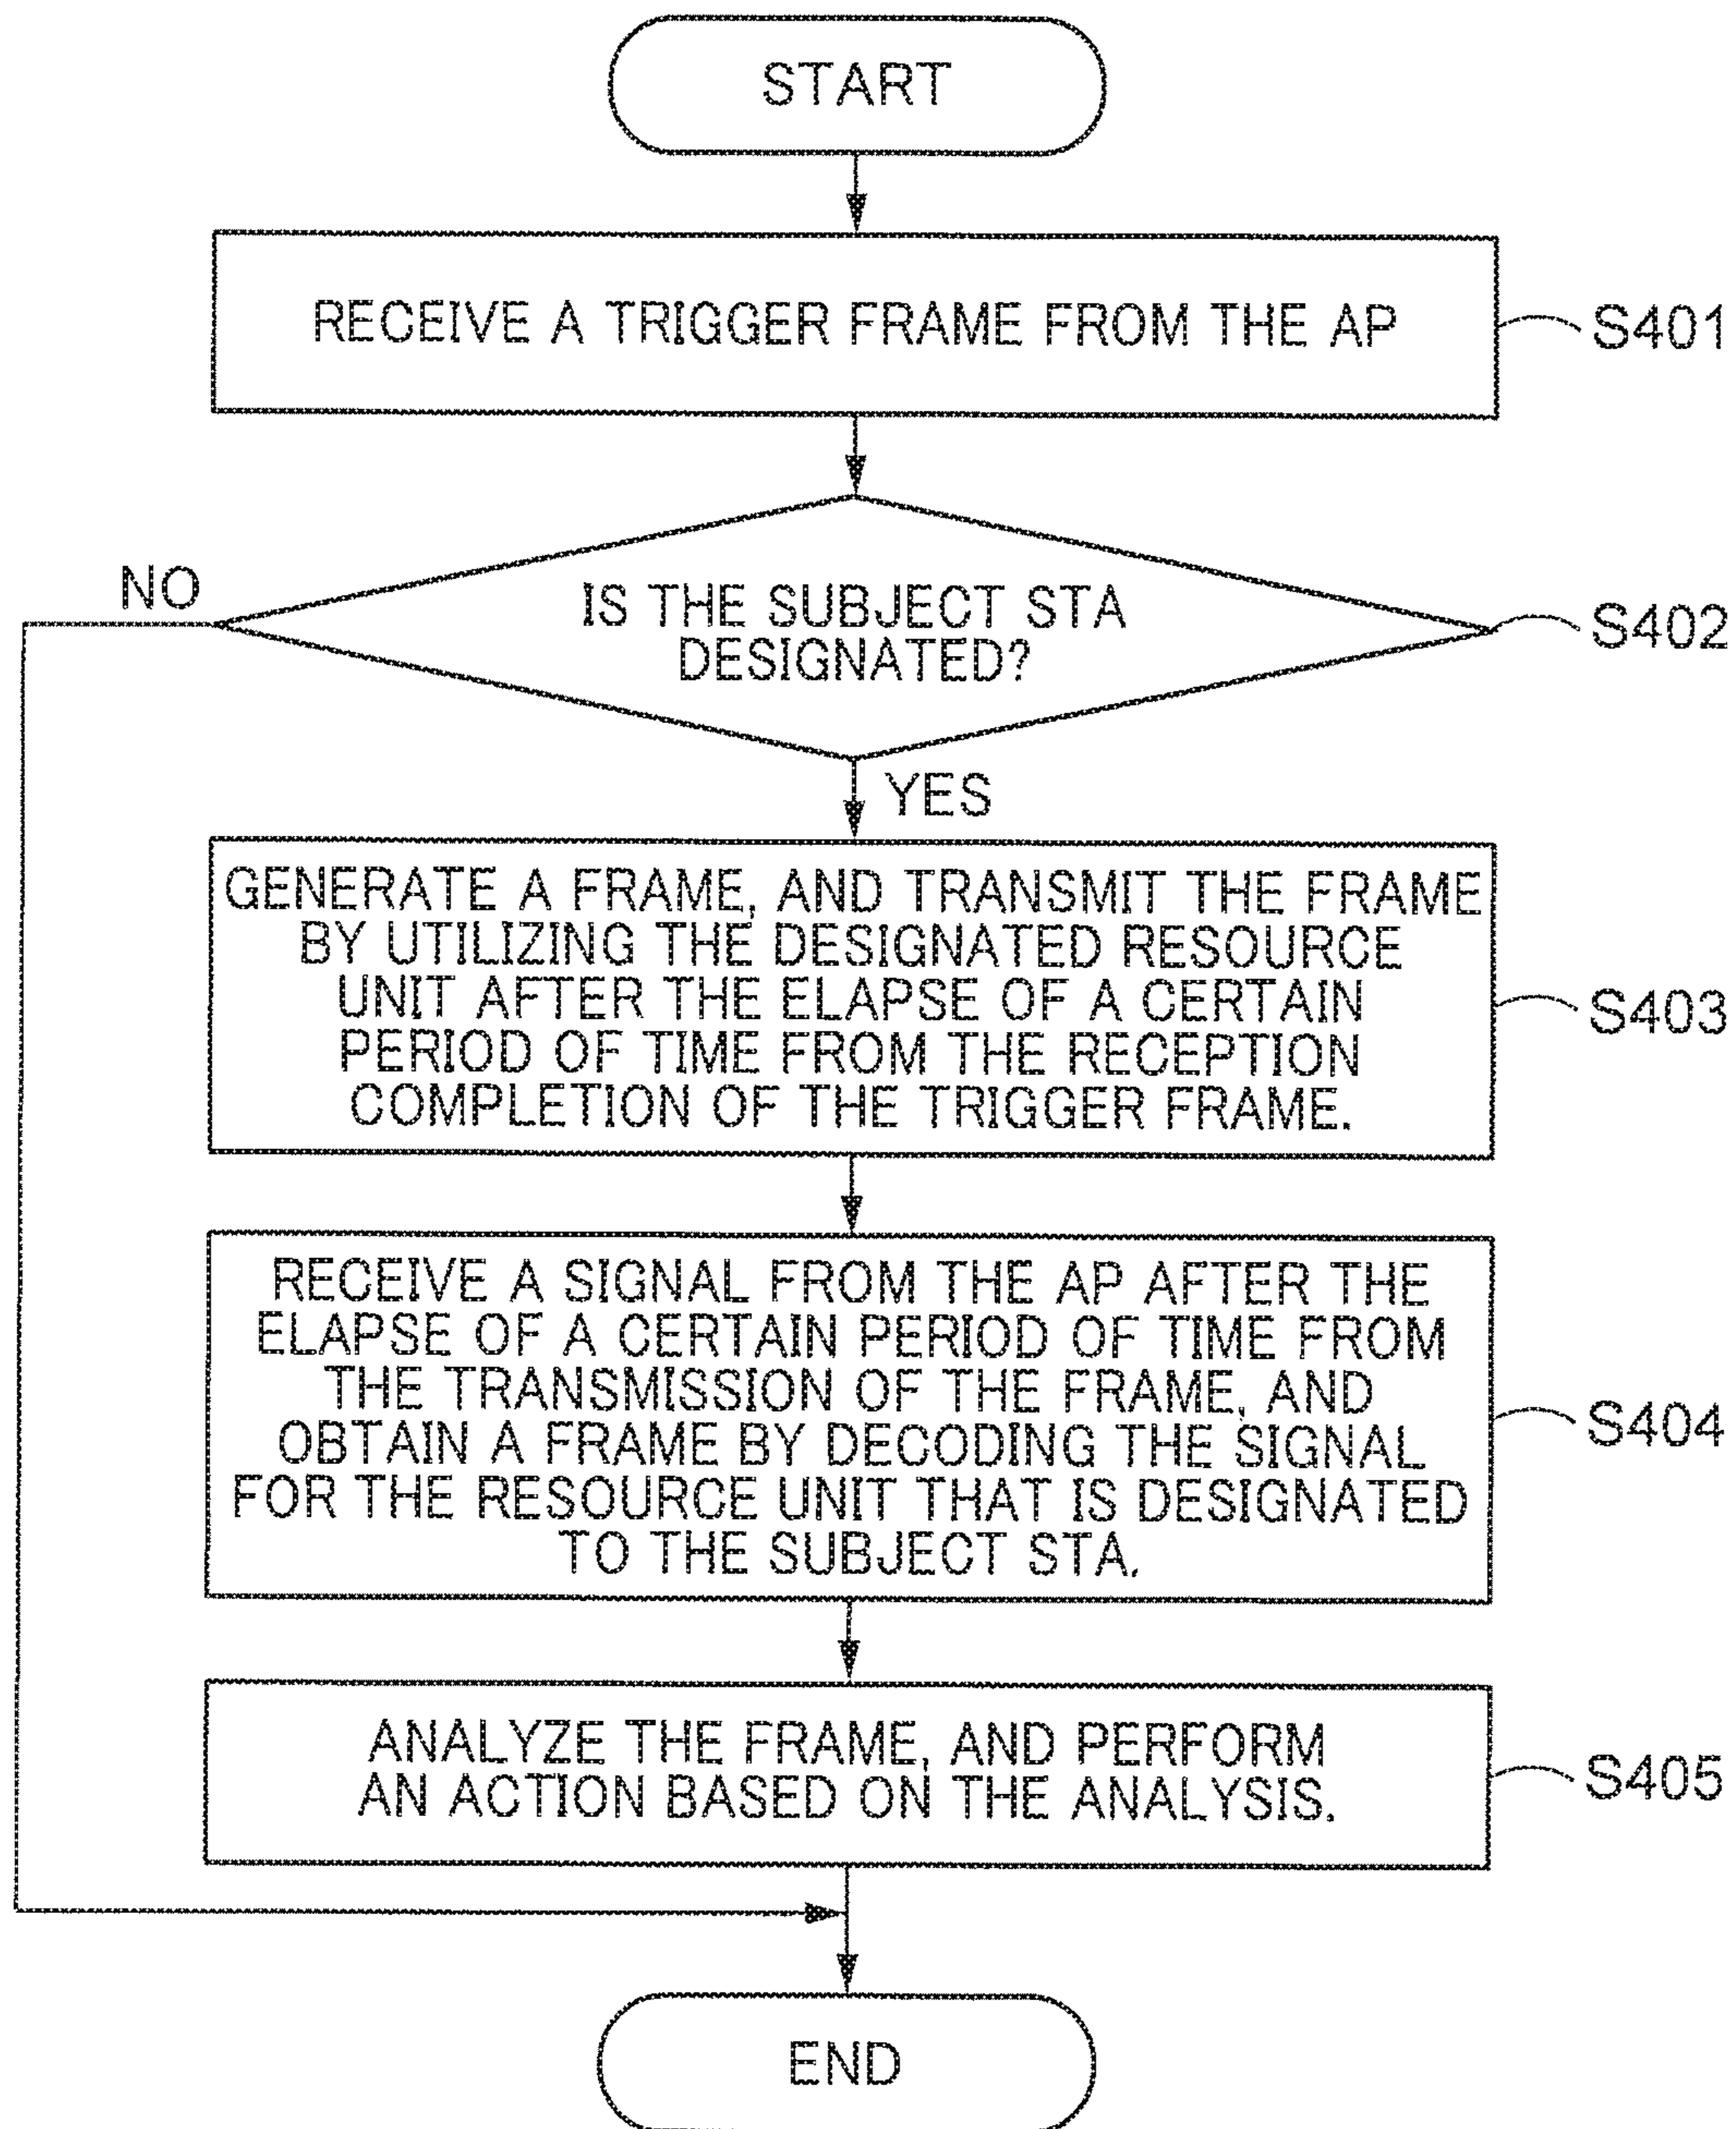 START
RECEIVE A TRIGGER FRAME FROM THE AP
S401
NO
IS THE SUBJECT STA
DESIGNATED?
S402
YES
GENERATE A FRAME, AND TRANSMIT THE FRAME
BY UTILIZING THE DESIGNATED RESOURCE
UNIT AFTER THE ELAPSE OF A CERTAIN
PERIOD OF TIME FROM THE RECEPTION
COMPLETION OF THE TRIGGER FRAME.
S403
RECEIVE A SIGNAL FROM THE AP AFTER THE
ELAPSE OF A CERTAIN PERIOD OF TIME FROM
THE TRANSMISSION OF THE FRAME, AND
OBTAIN A FRAME BY DECODING THE SIGNAL
FOR THE RESOURCE UNIT THAT IS DESIGNATED
TO THE SUBJECT STA.
S404
ANALYZE THE FRAME, AND PERFORM
AN ACTION BASED ON THE ANALYSIS.
S405
END